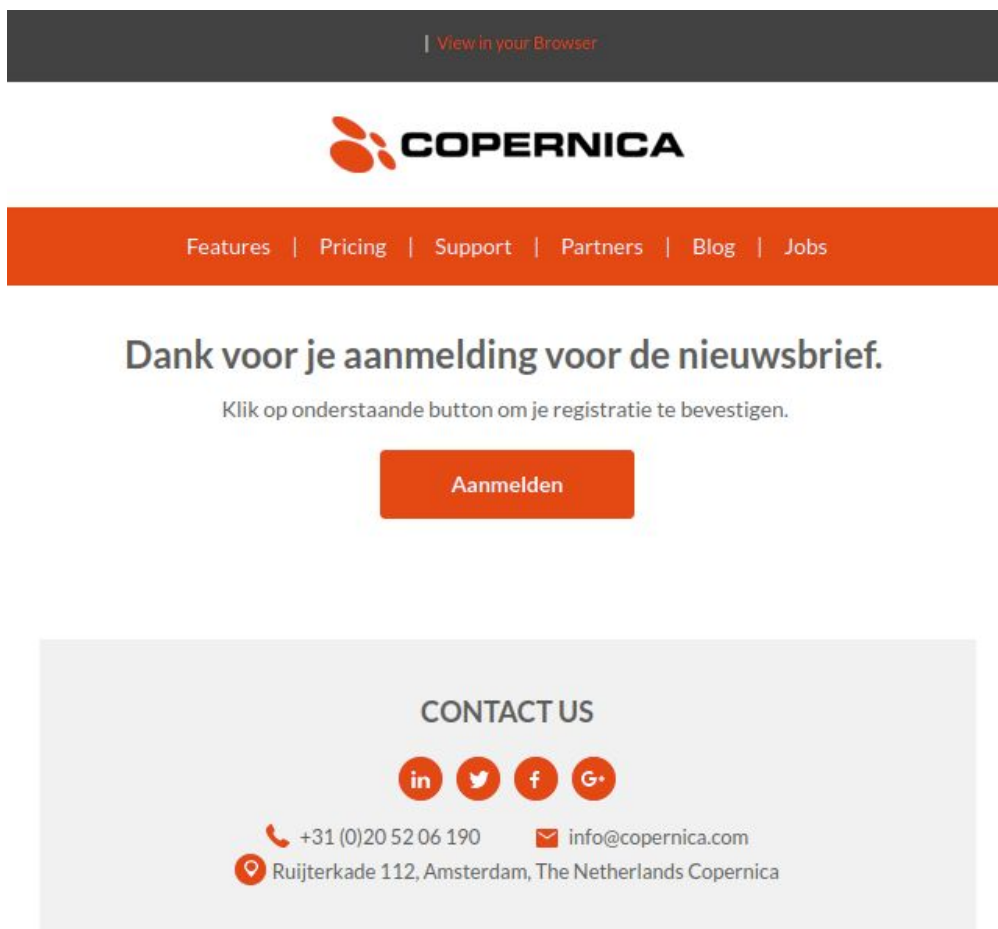 | View in your Browser
COPERNICA
Features | Pricing | Support | Partners | Blog | Jobs
Dank voor je aanmelding voor de nieuwsbrief.
Klik op onderstaande button om je registratie te bevestigen.
Aanmelden
CONTACT US
in f G+
+31 (0)20 52 06 190 info@copernica.com
Ruijterkade 112, Amsterdam, The Netherlands Copernica